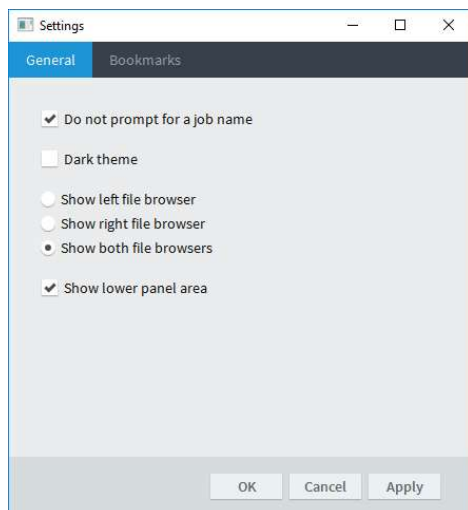 Settings
General Bookmarks
Do not prompt for a job name
Dark theme
Show left file browser
Show right file browser
Show both file browsers
Show lower panel area
OK Cancel Apply